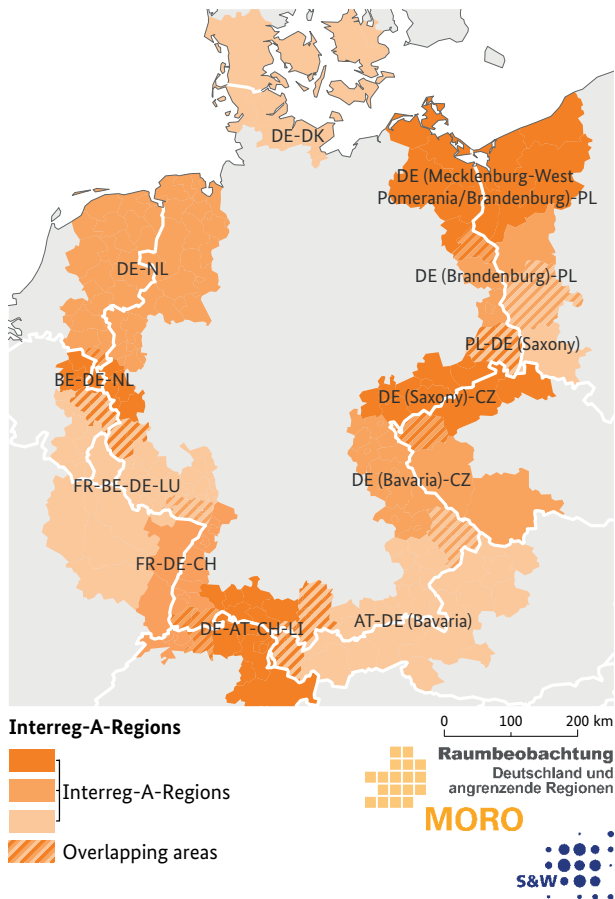 DE-DK
DE (Mecklenburg-West
Pomerania/Brandenburg)-PL
DE-NL
DE (Brandenburg)-PL
PL-DE (Saxony)
BE-DE-NL
DE (Saxony)-CZ
DE (Bavaria)-CZ
FR-BE-DE-LU
FR-DE-CH
DE-AT-CH-LI
AT-DE (Bavaria)
Interreg-A-Regions
0 100 200 km
Interreg-A-Regions
Overlapping areas
Raumbeobachtung
Deutschland und
angrenzende Regionen
MORO
S&W